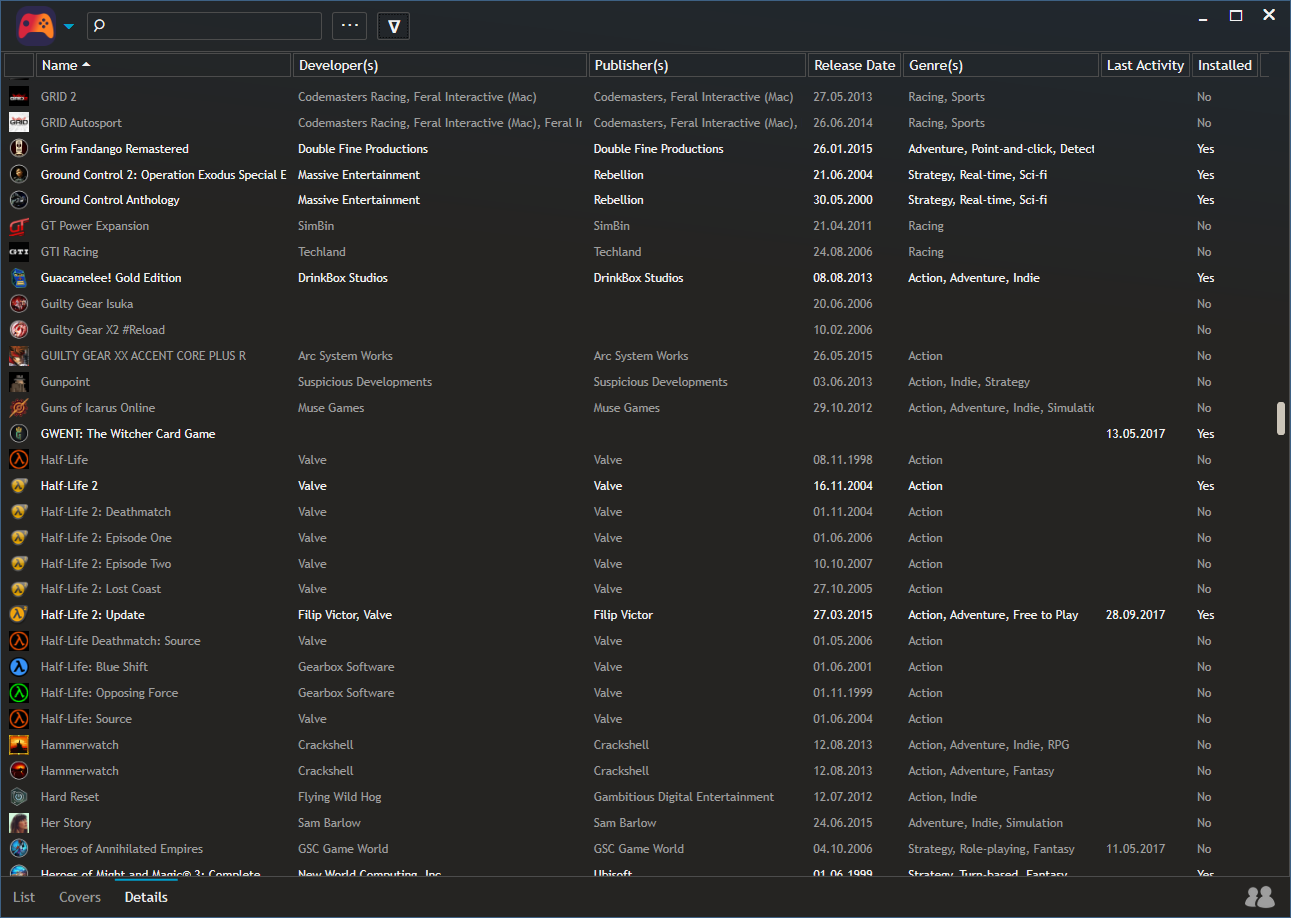 Name Developer(s) Publisher(s) Release Date Genre(s) Last Activity Installed
GRID 2 Codemasters Racing, Feral Interactive (Mac) Codemasters, Feral Interactive (Mac) 27.05.2013 Racing, Sports No
GRID Autosport Codemasters Racing, Feral Interactive (Mac), Feral In Codemasters, Feral Interactive (Mac), 26.06.2014 Racing, Sports No
Grim Fandango Remastered Double Fine Productions Double Fine Productions 26.01.2015 Adventure, Point-and-click, Detect Yes
Ground Control 2: Operation Exodus Special E Massive Entertainment Rebellion 21.06.2004 Strategy, Real-time, Sci-fi Yes
Ground Control Anthology Massive Entertainment Rebellion 30.05.2000 Strategy, Real-time, Sci-fi Yes
GT Power Expansion SimBin SimBin 21.04.2011 Racing No
GTI Racing Techland Techland 24.08.2006 Racing No
Guacamelee! Gold Edition DrinkBox Studios DrinkBox Studios 08.08.2013 Action, Adventure, Indie Yes
Guilty Gear Isuka 20.06.2006 No
Guilty Gear X2 #Reload 10.02.2006 No
GUILTY GEAR XX ACCENT CORE PLUS R Arc System Works Arc System Works 26.05.2015 Action No
Gunpoint Suspicious Developments Suspicious Developments 03.06.2013 Action, Indie, Strategy No
Guns of Icarus Online Muse Games Muse Games 29.10.2012 Action, Adventure, Indie, Simulatio No
GWENT: The Witcher Card Game 13.05.2017 Yes
Half-Life Valve Valve 08.11.1998 Action No
Half-Life 2 Valve Valve 16.11.2004 Action Yes
Half-Life 2: Deathmatch Valve Valve 01.11.2004 Action No
Half-Life 2: Episode One Valve Valve 01.06.2006 Action No
Half-Life 2: Episode Two Valve Valve 10.10.2007 Action No
Half-Life 2: Lost Coast Valve Valve 27.10.2005 Action No
Half-Life 2: Update Filip Victor, Valve Filip Victor 27.03.2015 Action, Adventure, Free to Play 28.09.2017 Yes
Half-Life Deathmatch: Source Valve Valve 01.05.2006 Action No
Half-Life: Blue Shift Gearbox Software Valve 01.06.2001 Action No
Half-Life: Opposing Force Gearbox Software Valve 01.11.1999 Action No
Half-Life: Source Valve Valve 01.06.2004 Action No
Hammerwatch Crackshell Crackshell 12.08.2013 Action, Adventure, Indie, RPG No
Hammerwatch Crackshell Crackshell 12.08.2013 Action, Adventure, Fantasy No
Hard Reset Flying Wild Hog Gambitious Digital Entertainment 12.07.2012 Action, Indie No
Her Story Sam Barlow Sam Barlow 24.06.2015 Adventure, Indie, Simulation No
Heroes of Annihilated Empires GSC Game World GSC Game World 04.10.2006 Strategy, Role-playing, Fantasy 11.05.2017 No
Heroes of Might and Magic® 3: Complete New World Computing, Inc. Ubisoft 01.06.1999 Strategy, Turn-based, Fantasy Yes
List Covers Details